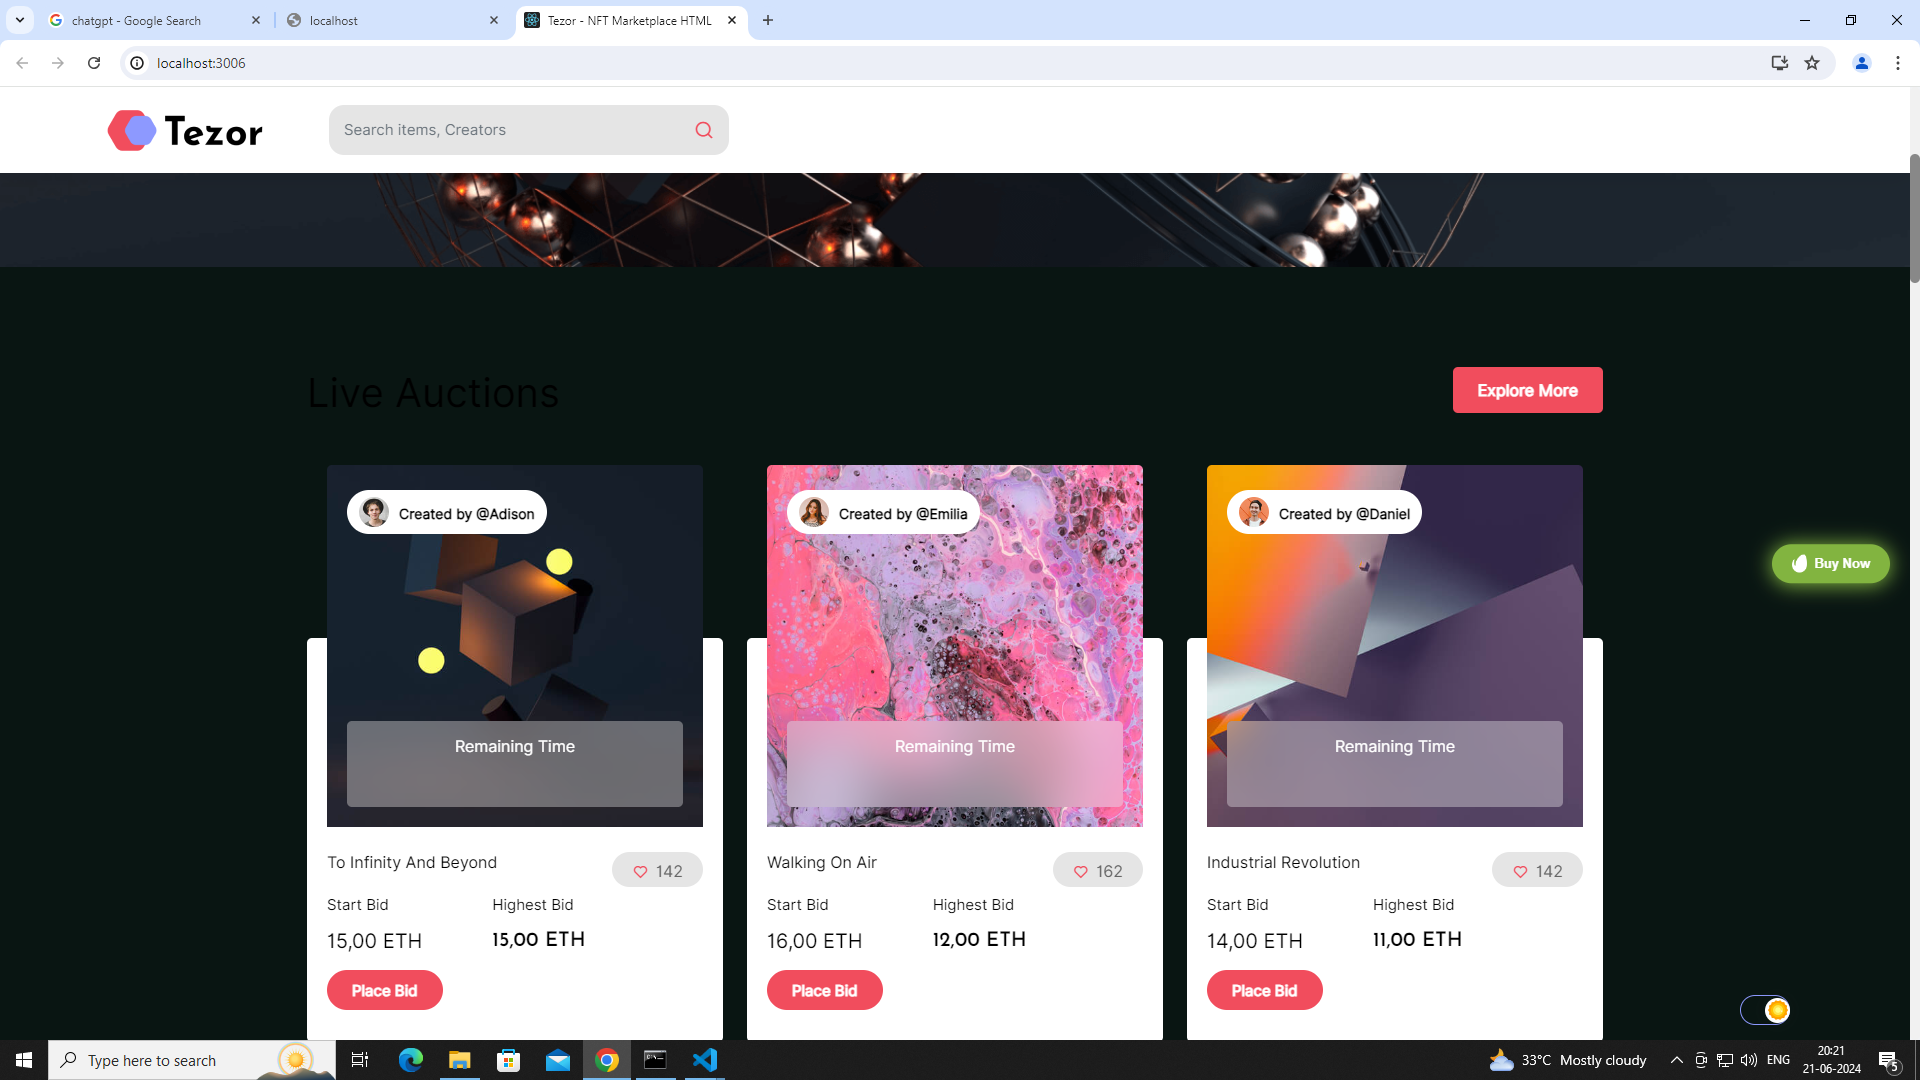 chatgpt - Google Search
localhost
Tezor - NFT Marketplace HTML
localhost:3006
Tezor
Search items, Creators
Live Auctions
Explore More
Created by @Adison
Created by @Emilia
Created by @Daniel
Buy Now
Remaining Time
Remaining Time
Remaining Time
To Infinity And Beyond
142
Walking On Air
162
Industrial Revolution
142
Start Bid
Highest Bid
Start Bid
Highest Bid
Start Bid
Highest Bid
15,00 ETH
15,00 ETH
16,00 ETH
12,00 ETH
14,00 ETH
11,00 ETH
Place Bid
Place Bid
Place Bid
Type here to search
33°C Mostly cloudy
ENG
20:21
21-06-2024
5